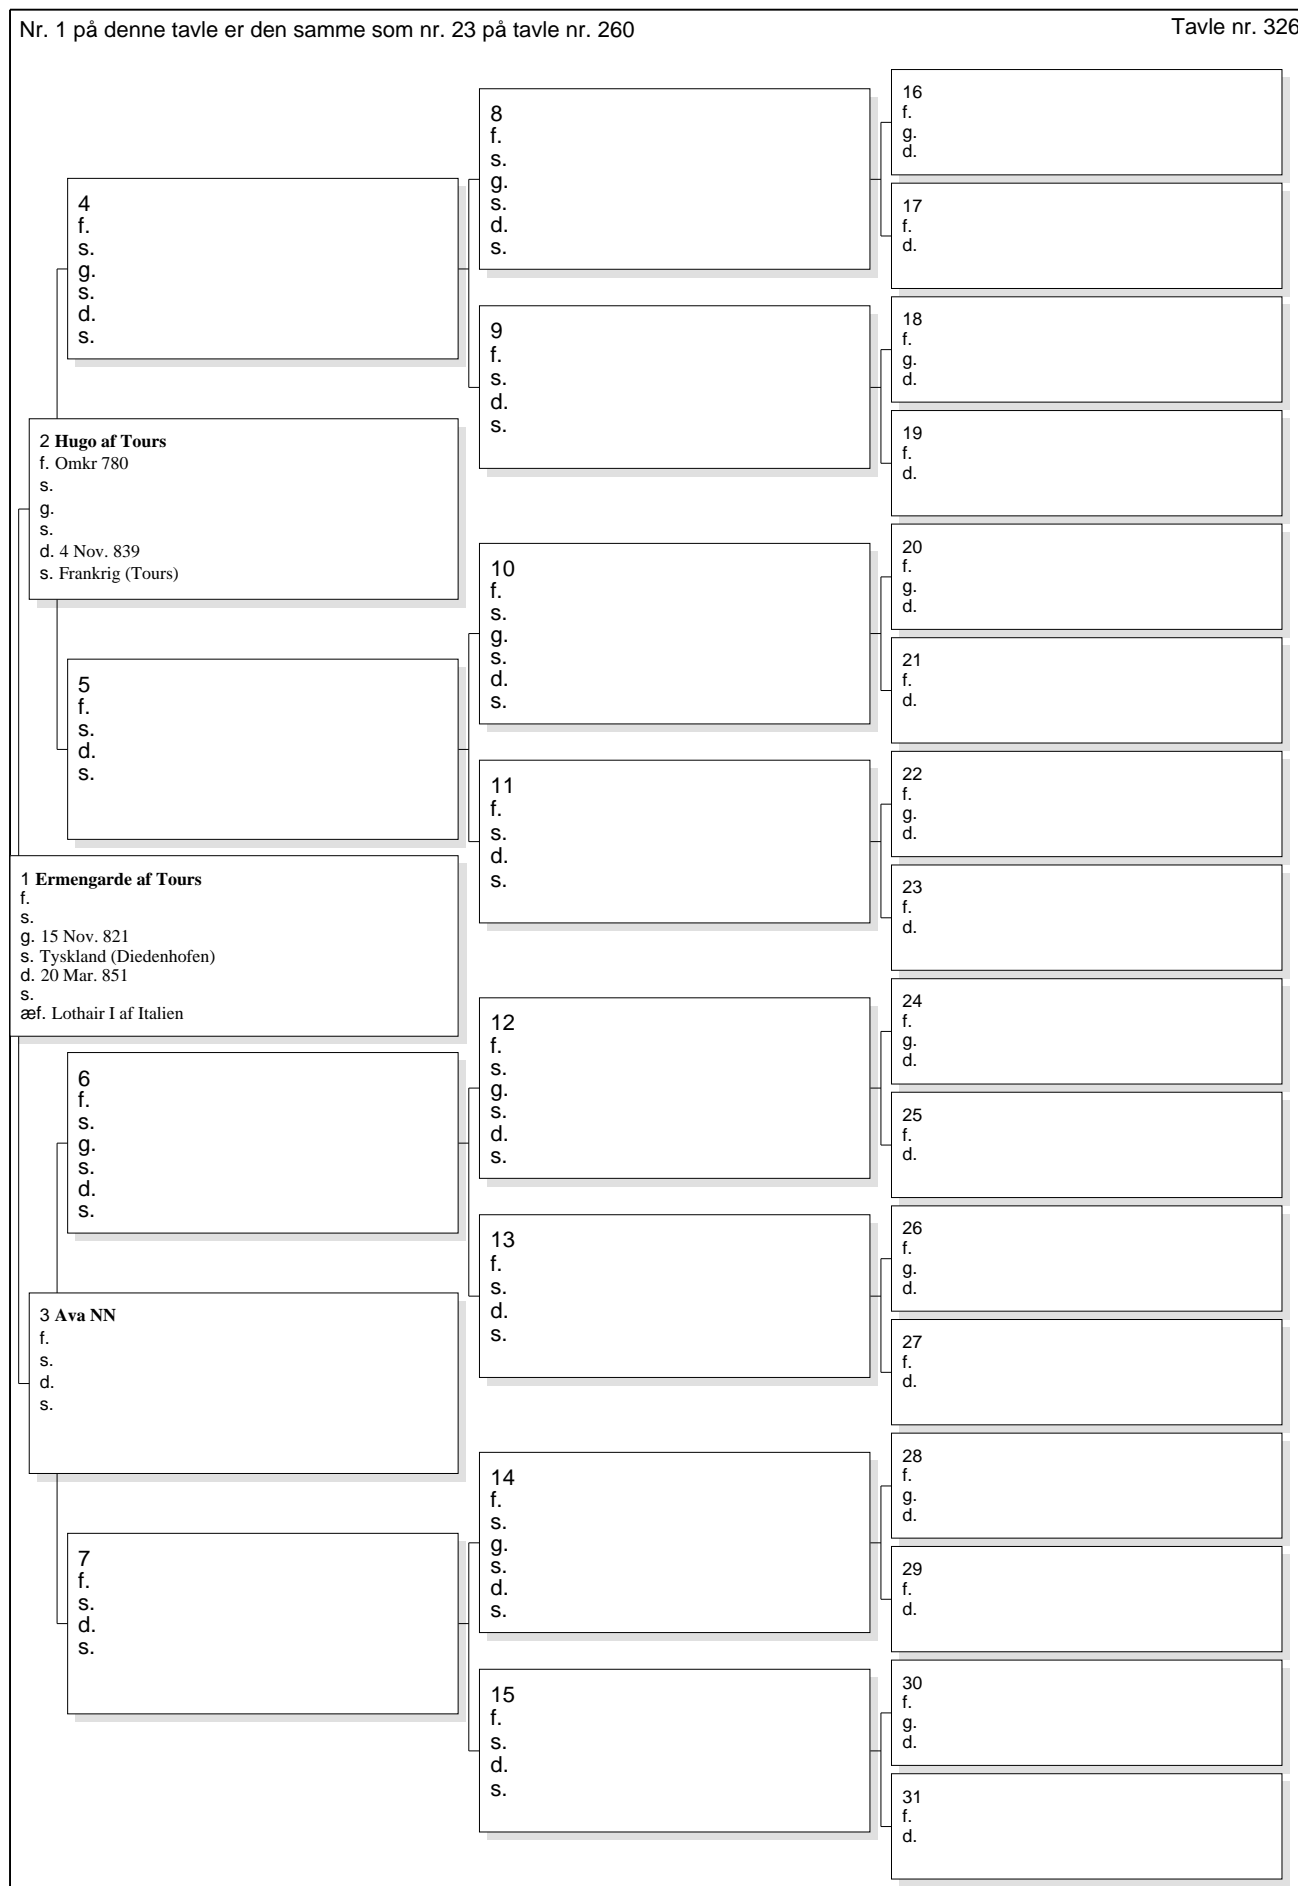 Nr. 1 på denne tavle er den samme som nr. 23 på tavle nr. 260
Tavle nr. 326
4
f.
s.
g.
s.
d.
s.
2 Hugo af Tours
f. Omkr 780
s.
g.
s.
d. 4 Nov. 839
s. Frankrig (Tours)
5
f.
s.
d.
s.
1 Ermengarde af Tours
f.
s.
g. 15 Nov. 821
s. Tyskland (Diedenhofen)
d. 20 Mar. 851
s.
æf. Lothair I af Italien
6
f.
s.
g.
s.
d.
s.
3 Ava NN
f.
s.
d.
s.
7
f.
s.
d.
s.
8
f.
s.
g.
s.
d.
s.
9
f.
s.
d.
s.
10
f.
s.
g.
s.
d.
s.
11
f.
s.
d.
s.
12
f.
s.
g.
s.
d.
s.
13
f.
s.
d.
s.
14
f.
s.
g.
s.
d.
s.
15
f.
s.
d.
s.
16
f.
g.
d.
17
f.
d.
18
f.
g.
d.
19
f.
d.
20
f.
g.
d.
21
f.
d.
22
f.
g.
d.
23
f.
d.
24
f.
g.
d.
25
f.
d.
26
f.
g.
d.
27
f.
d.
28
f.
g.
d.
29
f.
d.
30
f.
g.
d.
31
f.
d.